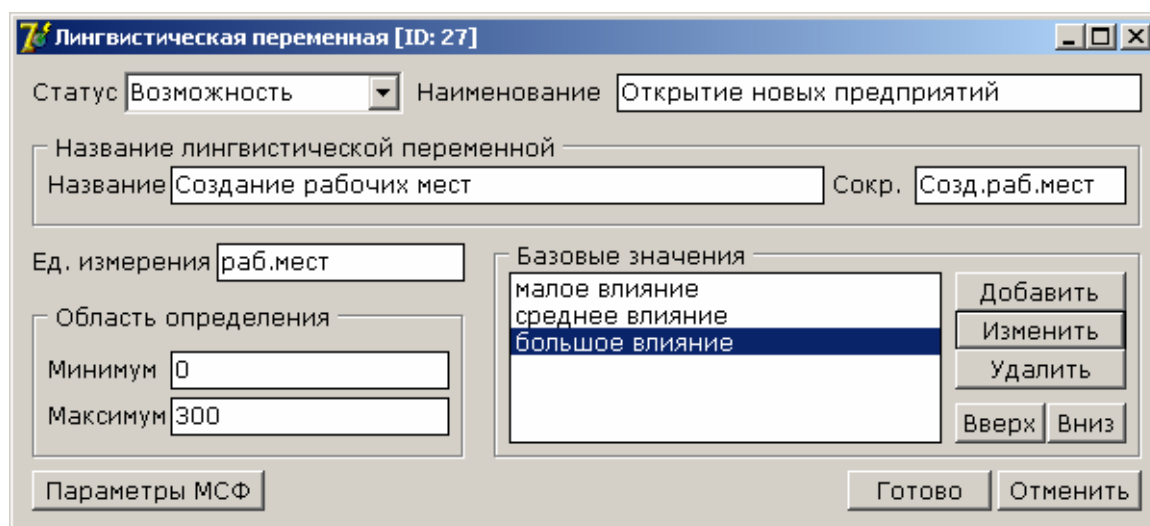 Лингвистическая переменная [ID: 27]
Статус Возможность Наименование Открытие новых предприятий
Название лингвистической переменной
Название Создание рабочих мест Сокр. Созд.раб.мест
Ед. измерения раб.мест
Базовые значения
малое влияние
среднее влияние
большое влияние
Добавить
Изменить
Удалить
Вверх Вниз
Область определения
Минимум 0
Максимум 300
Параметры МСФ Готово Отменить